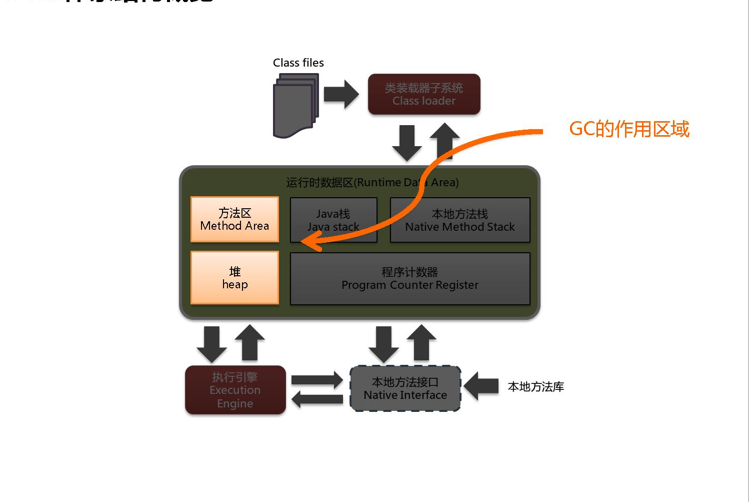 Class files
类装载器子系统
Class loader
GC的作用区域
运行时数据区(Runtime Data Area)
方法区
Method Area
Java栈
Java stack
本地方法栈
Native Method Stack
堆
heap
程序计数器
Program Counter Register
执行引擎
Execution
Engine
本地方法接口
Native Interface
本地方法库